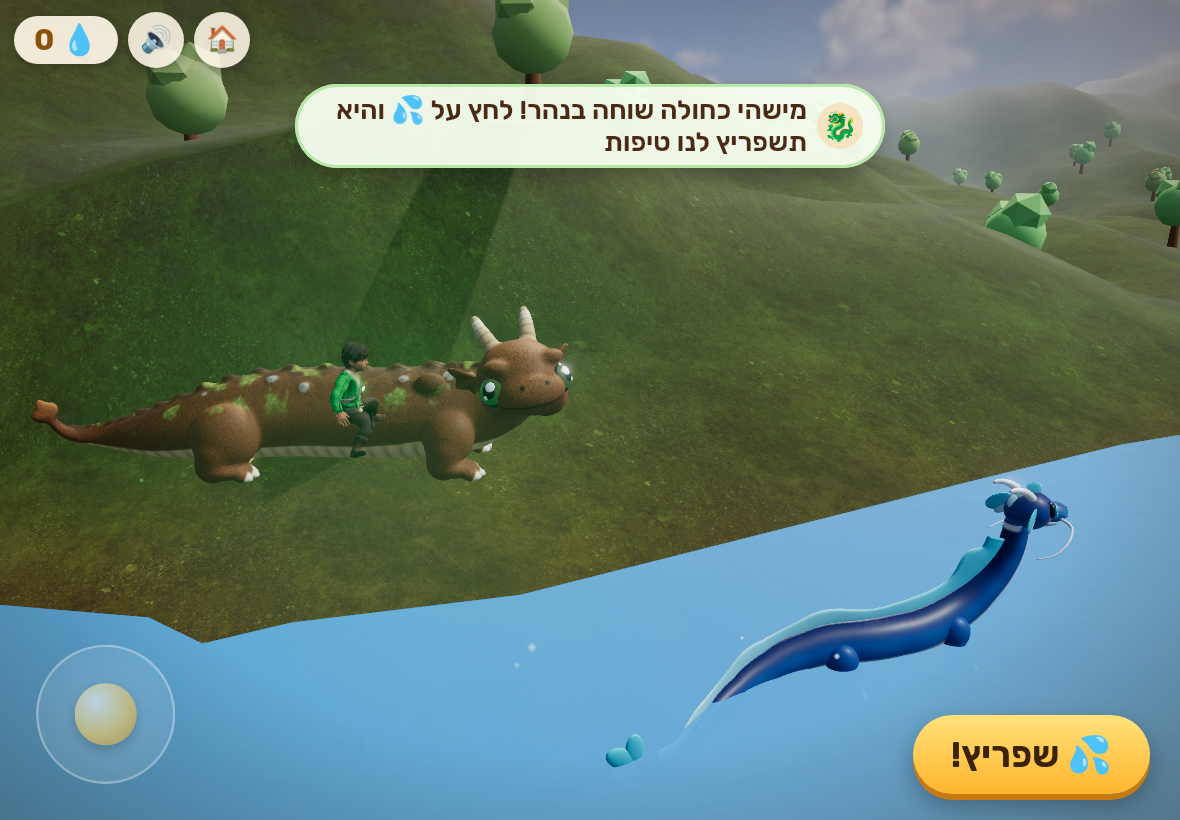 0
מישהי כחולה שוחה בנהר! לחץ על 💦 והיא
תשפריץ לנו טיפות
שפריץ!